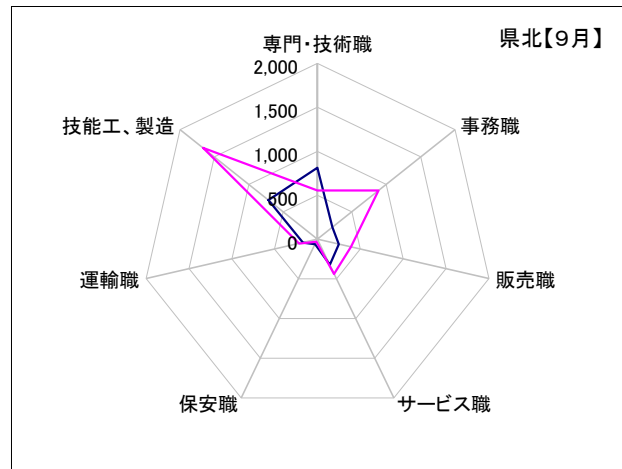 県北【９月】
専門・技術職
2,000
1,500
1,000
500
0
事務職
販売職
サービス職
保安職
運輸職
技能工、製造